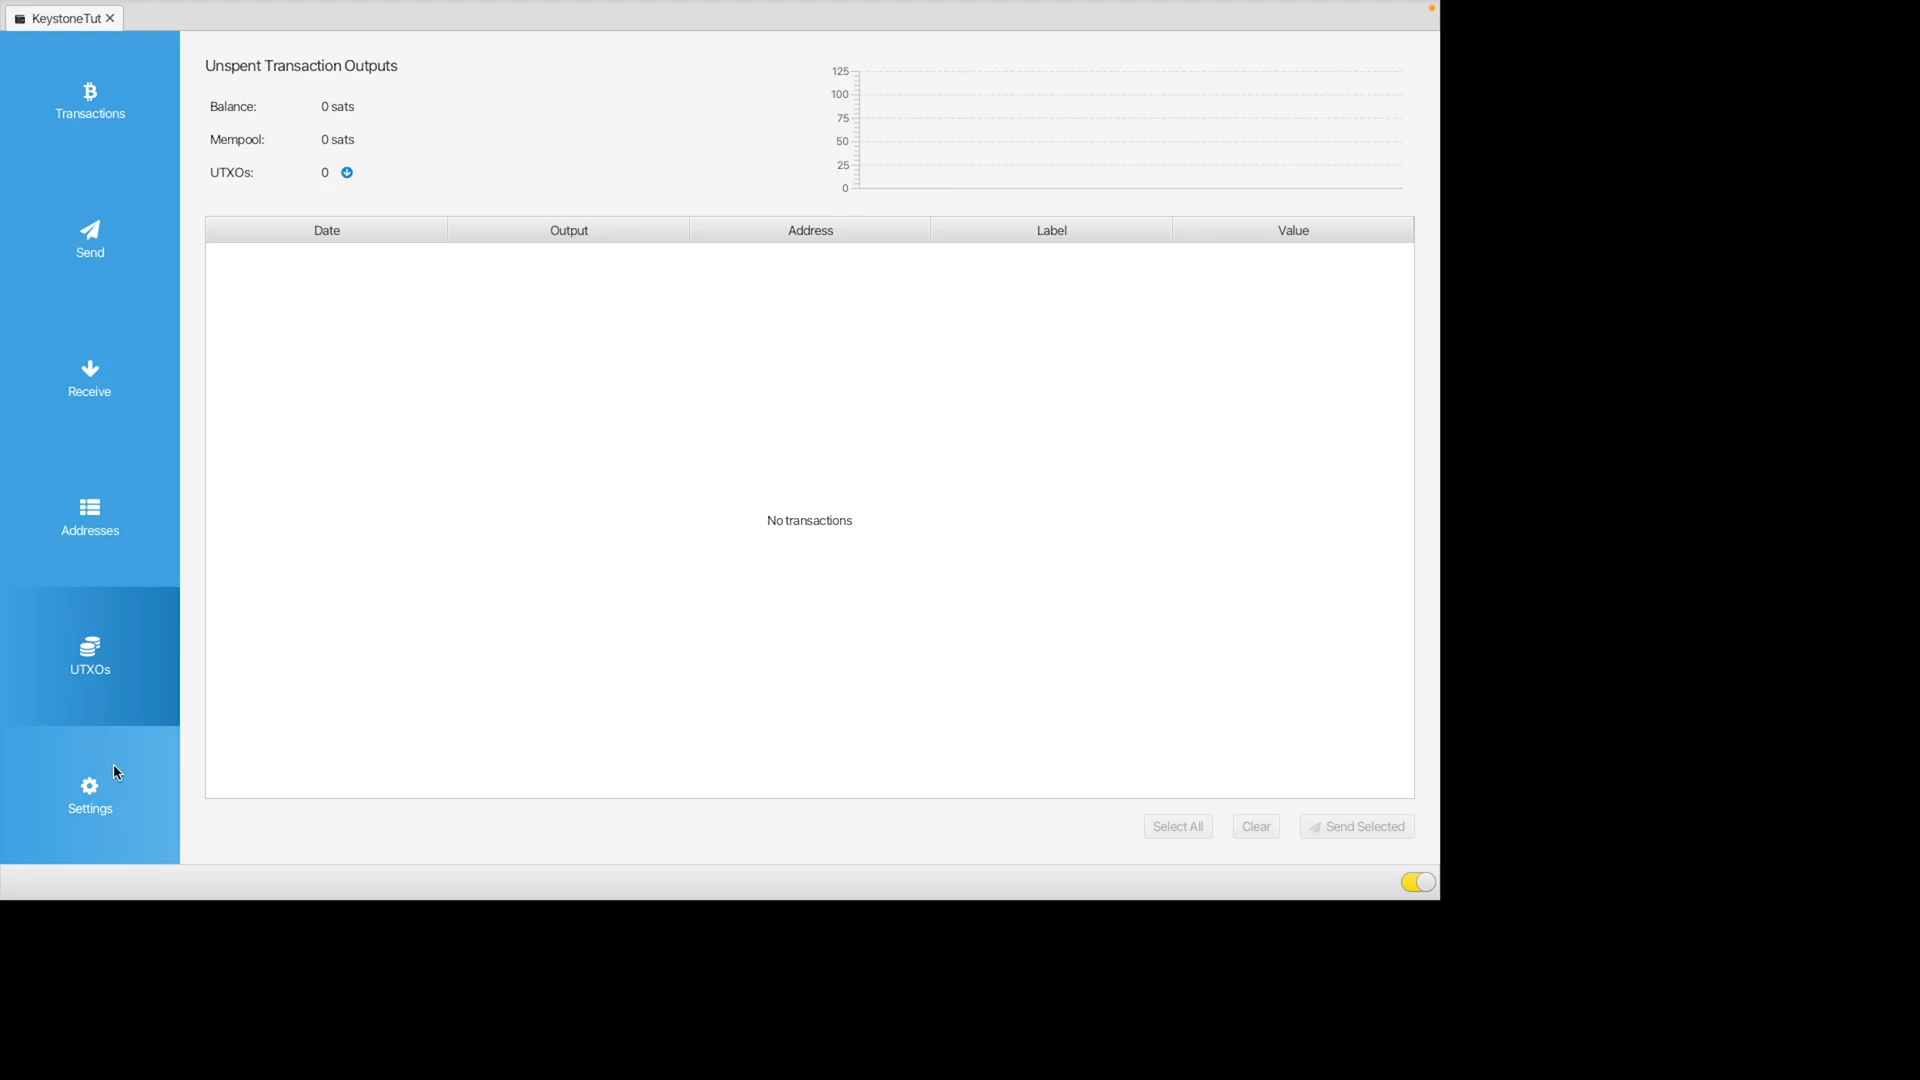 KeystoneTut
Transactions
Send
Receive
Addresses
UTXOs
Settings
Unspent Transaction Outputs
Balance: 0 sats
Mempool: 0 sats
UTXOs: 0
125
100
75
50
25
0
Date Output Address Label Value
No transactions
Select All Clear Send Selected